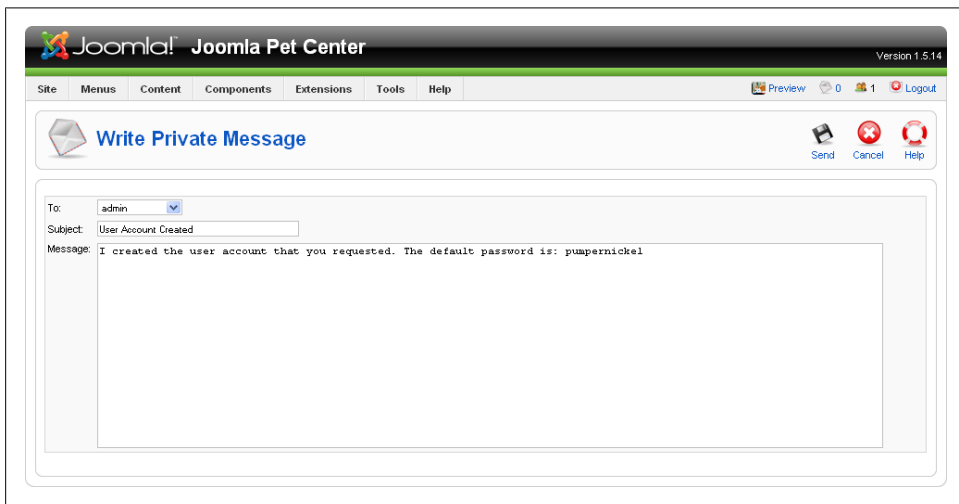 Joomla!™ Joomla Pet Center
Version 1.5.14
Site Menus Content Components Extensions Tools Help Preview 0 1 Logout
Write Private Message
Send Cancel Help
To: admin
Subject: User Account Created
Message: I created the user account that you requested. The default password is: pumpernickel